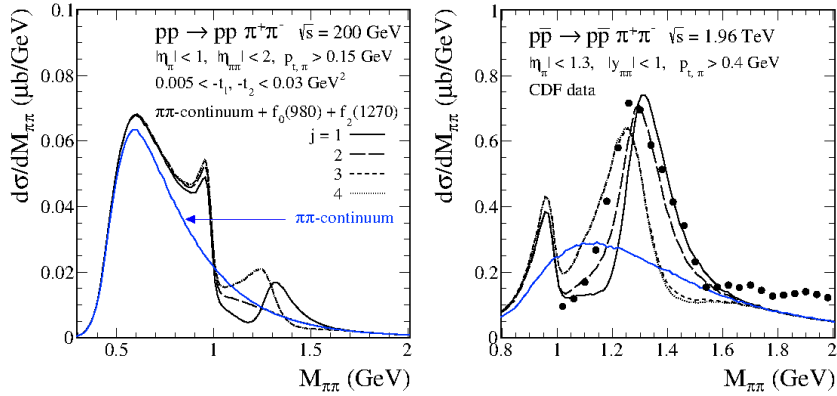 pp → pp π⁺π⁻ √s = 200 GeV
|η_π| < 1, |η_ππ| < 2, p_t, π > 0.15 GeV
0.005 < -t₁, -t₂ < 0.03 GeV²
ππ-continuum + f₀(980) + f₂(1270)
j = 1
2
3
4
ππ-continuum
dσ/dM_ππ (μb/GeV)
0.1
0.08
0.06
0.04
0.02
0
0.5 1 1.5 2
M_ππ (GeV)
pp̅ → pp̅ π⁺π⁻ √s = 1.96 TeV
|η_π| < 1.3, |y_ππ| < 1, p_t, π > 0.4 GeV
CDF data
dσ/dM_ππ (μb/GeV)
1
0.8
0.6
0.4
0.2
0
0.8 1 1.2 1.4 1.6 1.8 2
M_ππ (GeV)